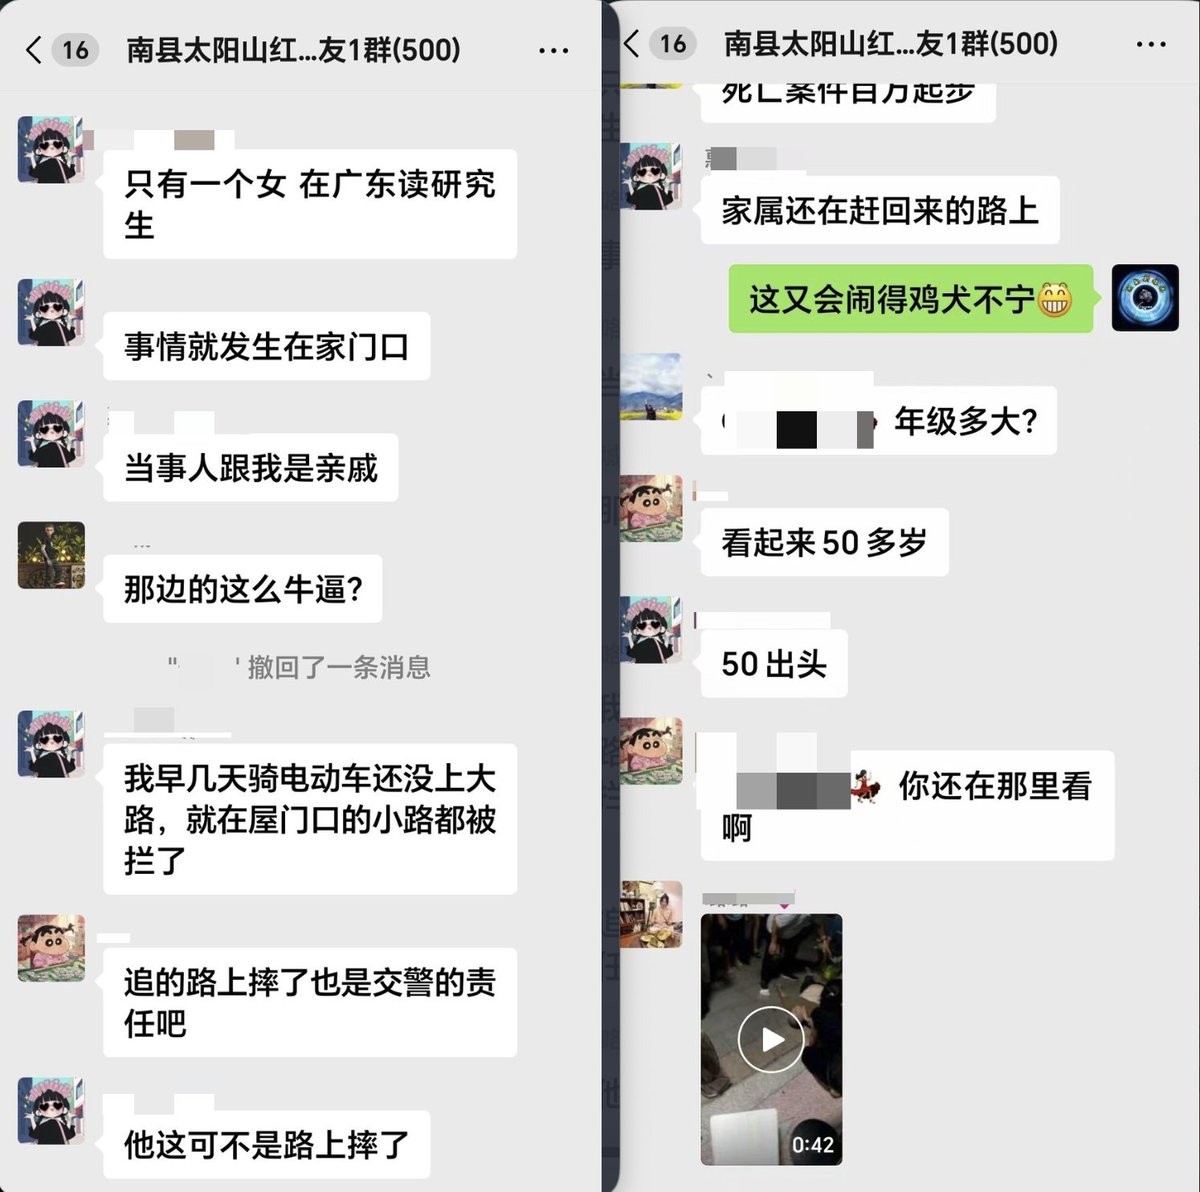 16
南县太阳山红...友1群(500)
只有一个女 在广东读研究
生
事情就发生在家门口
当事人跟我是亲戚
那边的这么牛逼?
撤回了一条消息
我早几天骑电动车还没上大
路，就在屋门口的小路都被
拦了
追的路上摔了也是交警的责
任吧
他这可不是路上摔了
16
南县太阳山红...友1群(500)
死亡案件百万起步
家属还在赶回来的路上
这又会闹得鸡犬不宁😁
年级多大?
看起来50多岁
50出头
你还在那里看
啊
0:42